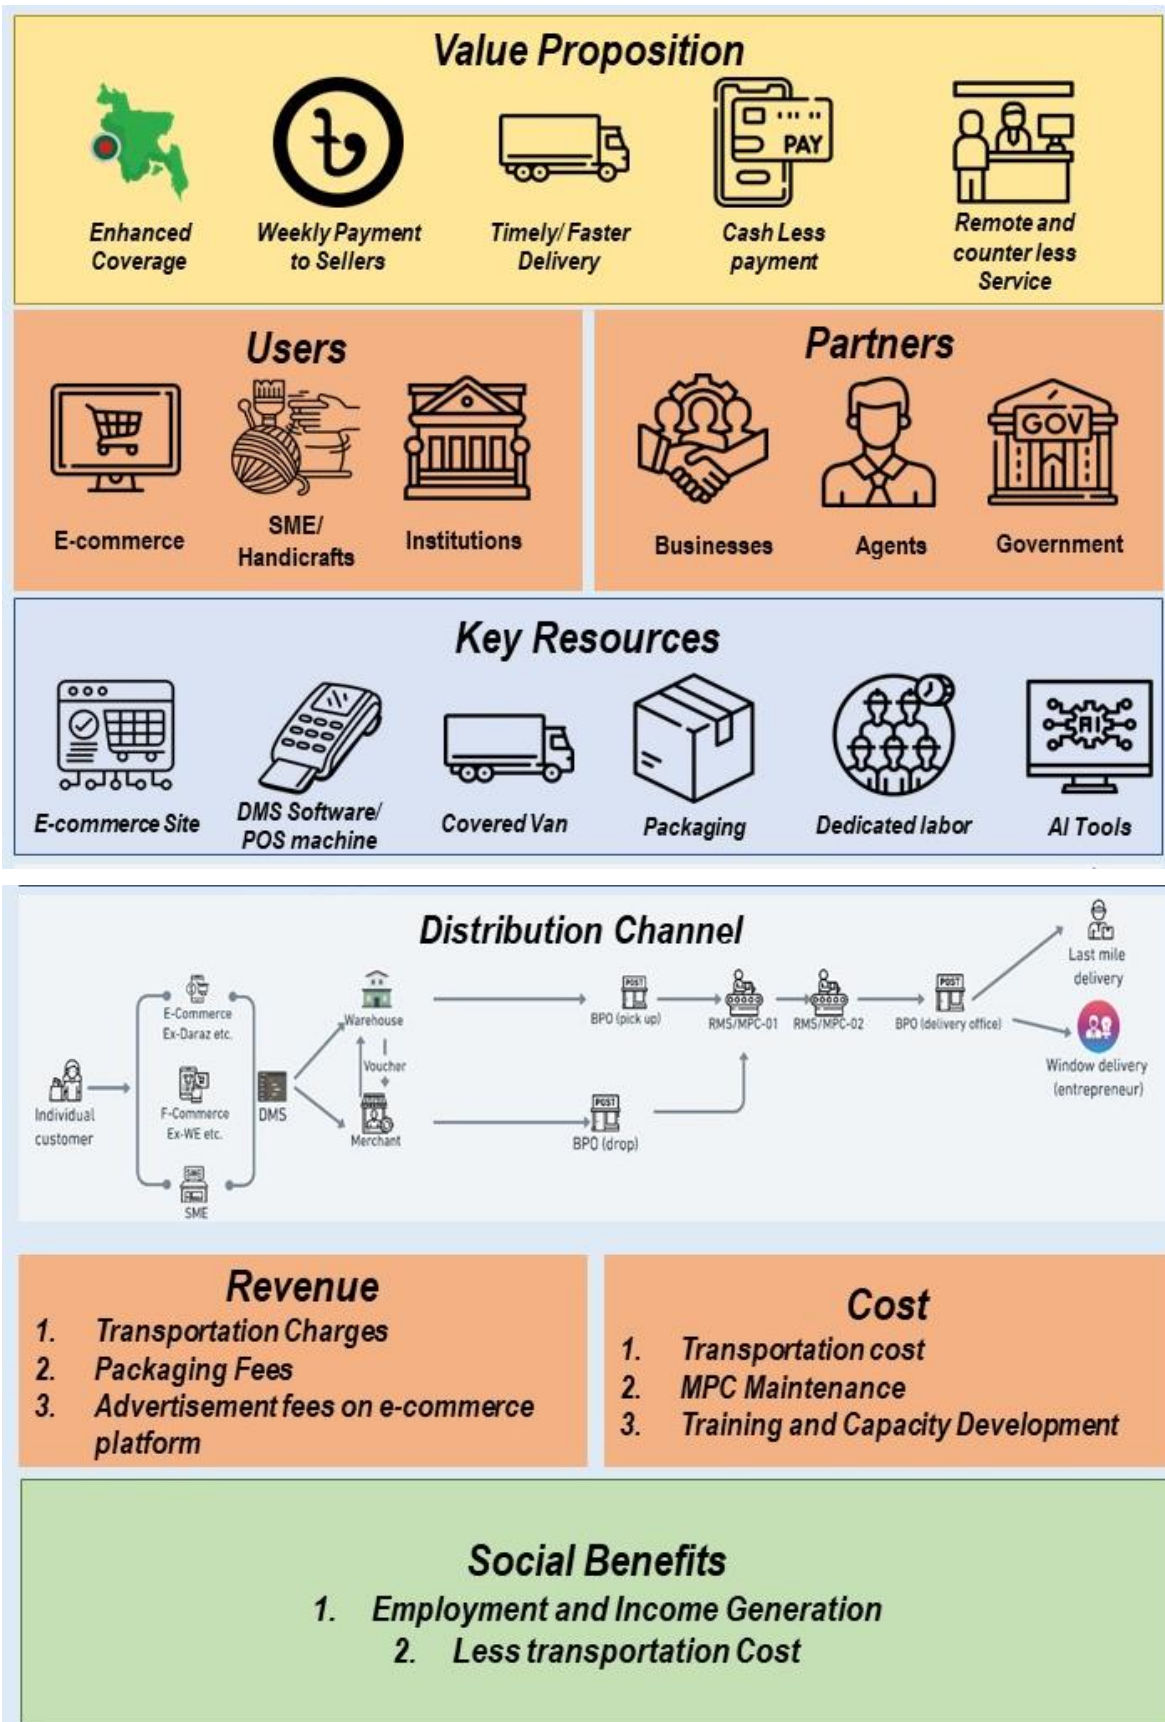 Value Proposition
৳
PAY
Enhanced
Coverage
Weekly Payment
to Sellers
Timely/ Faster
Delivery
Cash Less
payment
Remote and
counter less
Service
Users
E-commerce
SME/
Handicrafts
Institutions
Partners
GOV
Businesses
Agents
Government
Key Resources
AI
E-commerce Site
DMS Software/
POS machine
Covered Van
Packaging
Dedicated labor
AI Tools
Distribution Channel
Individual
customer
E-Commerce
Ex-Daraz etc.
F-Commerce
Ex-WE etc.
SME
SME
DMS
Warehouse
Voucher
Merchant
POST
BPO (pick up)
POST
BPO (drop)
RMS/MPC-01
RMS/MPC-02
POST
BPO (delivery office)
Last mile
delivery
Window delivery
(entrepreneur)
Revenue
1. Transportation Charges
2. Packaging Fees
3. Advertisement fees on e-commerce
platform
Cost
1. Transportation cost
2. MPC Maintenance
3. Training and Capacity Development
Social Benefits
1. Employment and Income Generation
2. Less transportation Cost